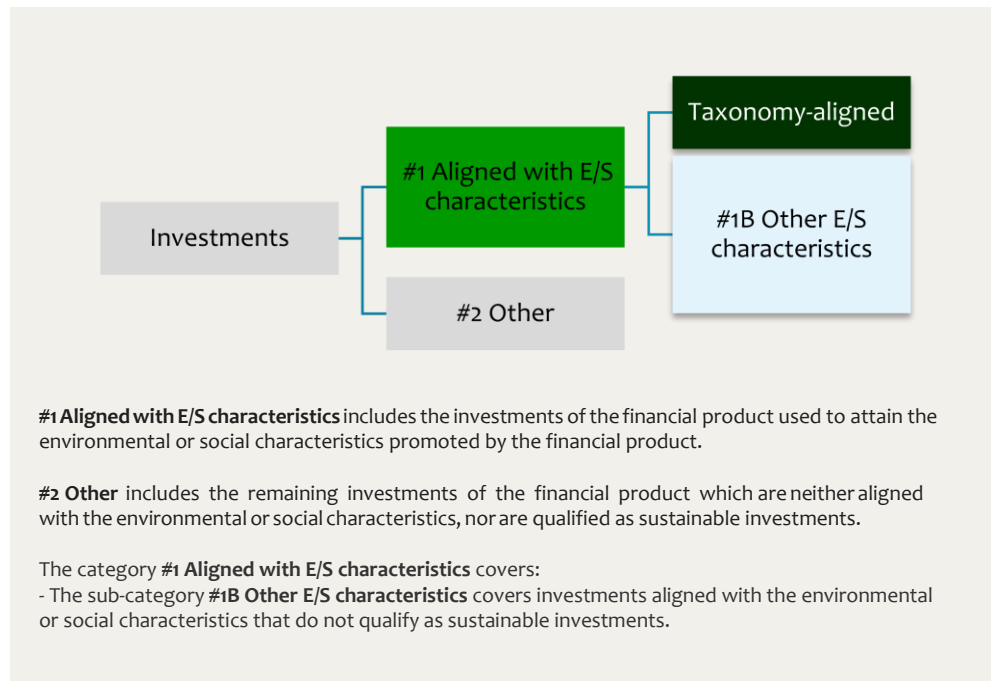 Taxonomy-aligned
#1 Aligned with E/S
characteristics
#1B Other E/S
characteristics
Investments
#2 Other
#1 Aligned with E/S characteristics includes the investments of the financial product used to attain the
environmental or social characteristics promoted by the financial product.
#2 Other includes the remaining investments of the financial product which are neither aligned
with the environmental or social characteristics, nor are qualified as sustainable investments.
The category #1 Aligned with E/S characteristics covers:
- The sub-category #1B Other E/S characteristics covers investments aligned with the environmental
or social characteristics that do not qualify as sustainable investments.